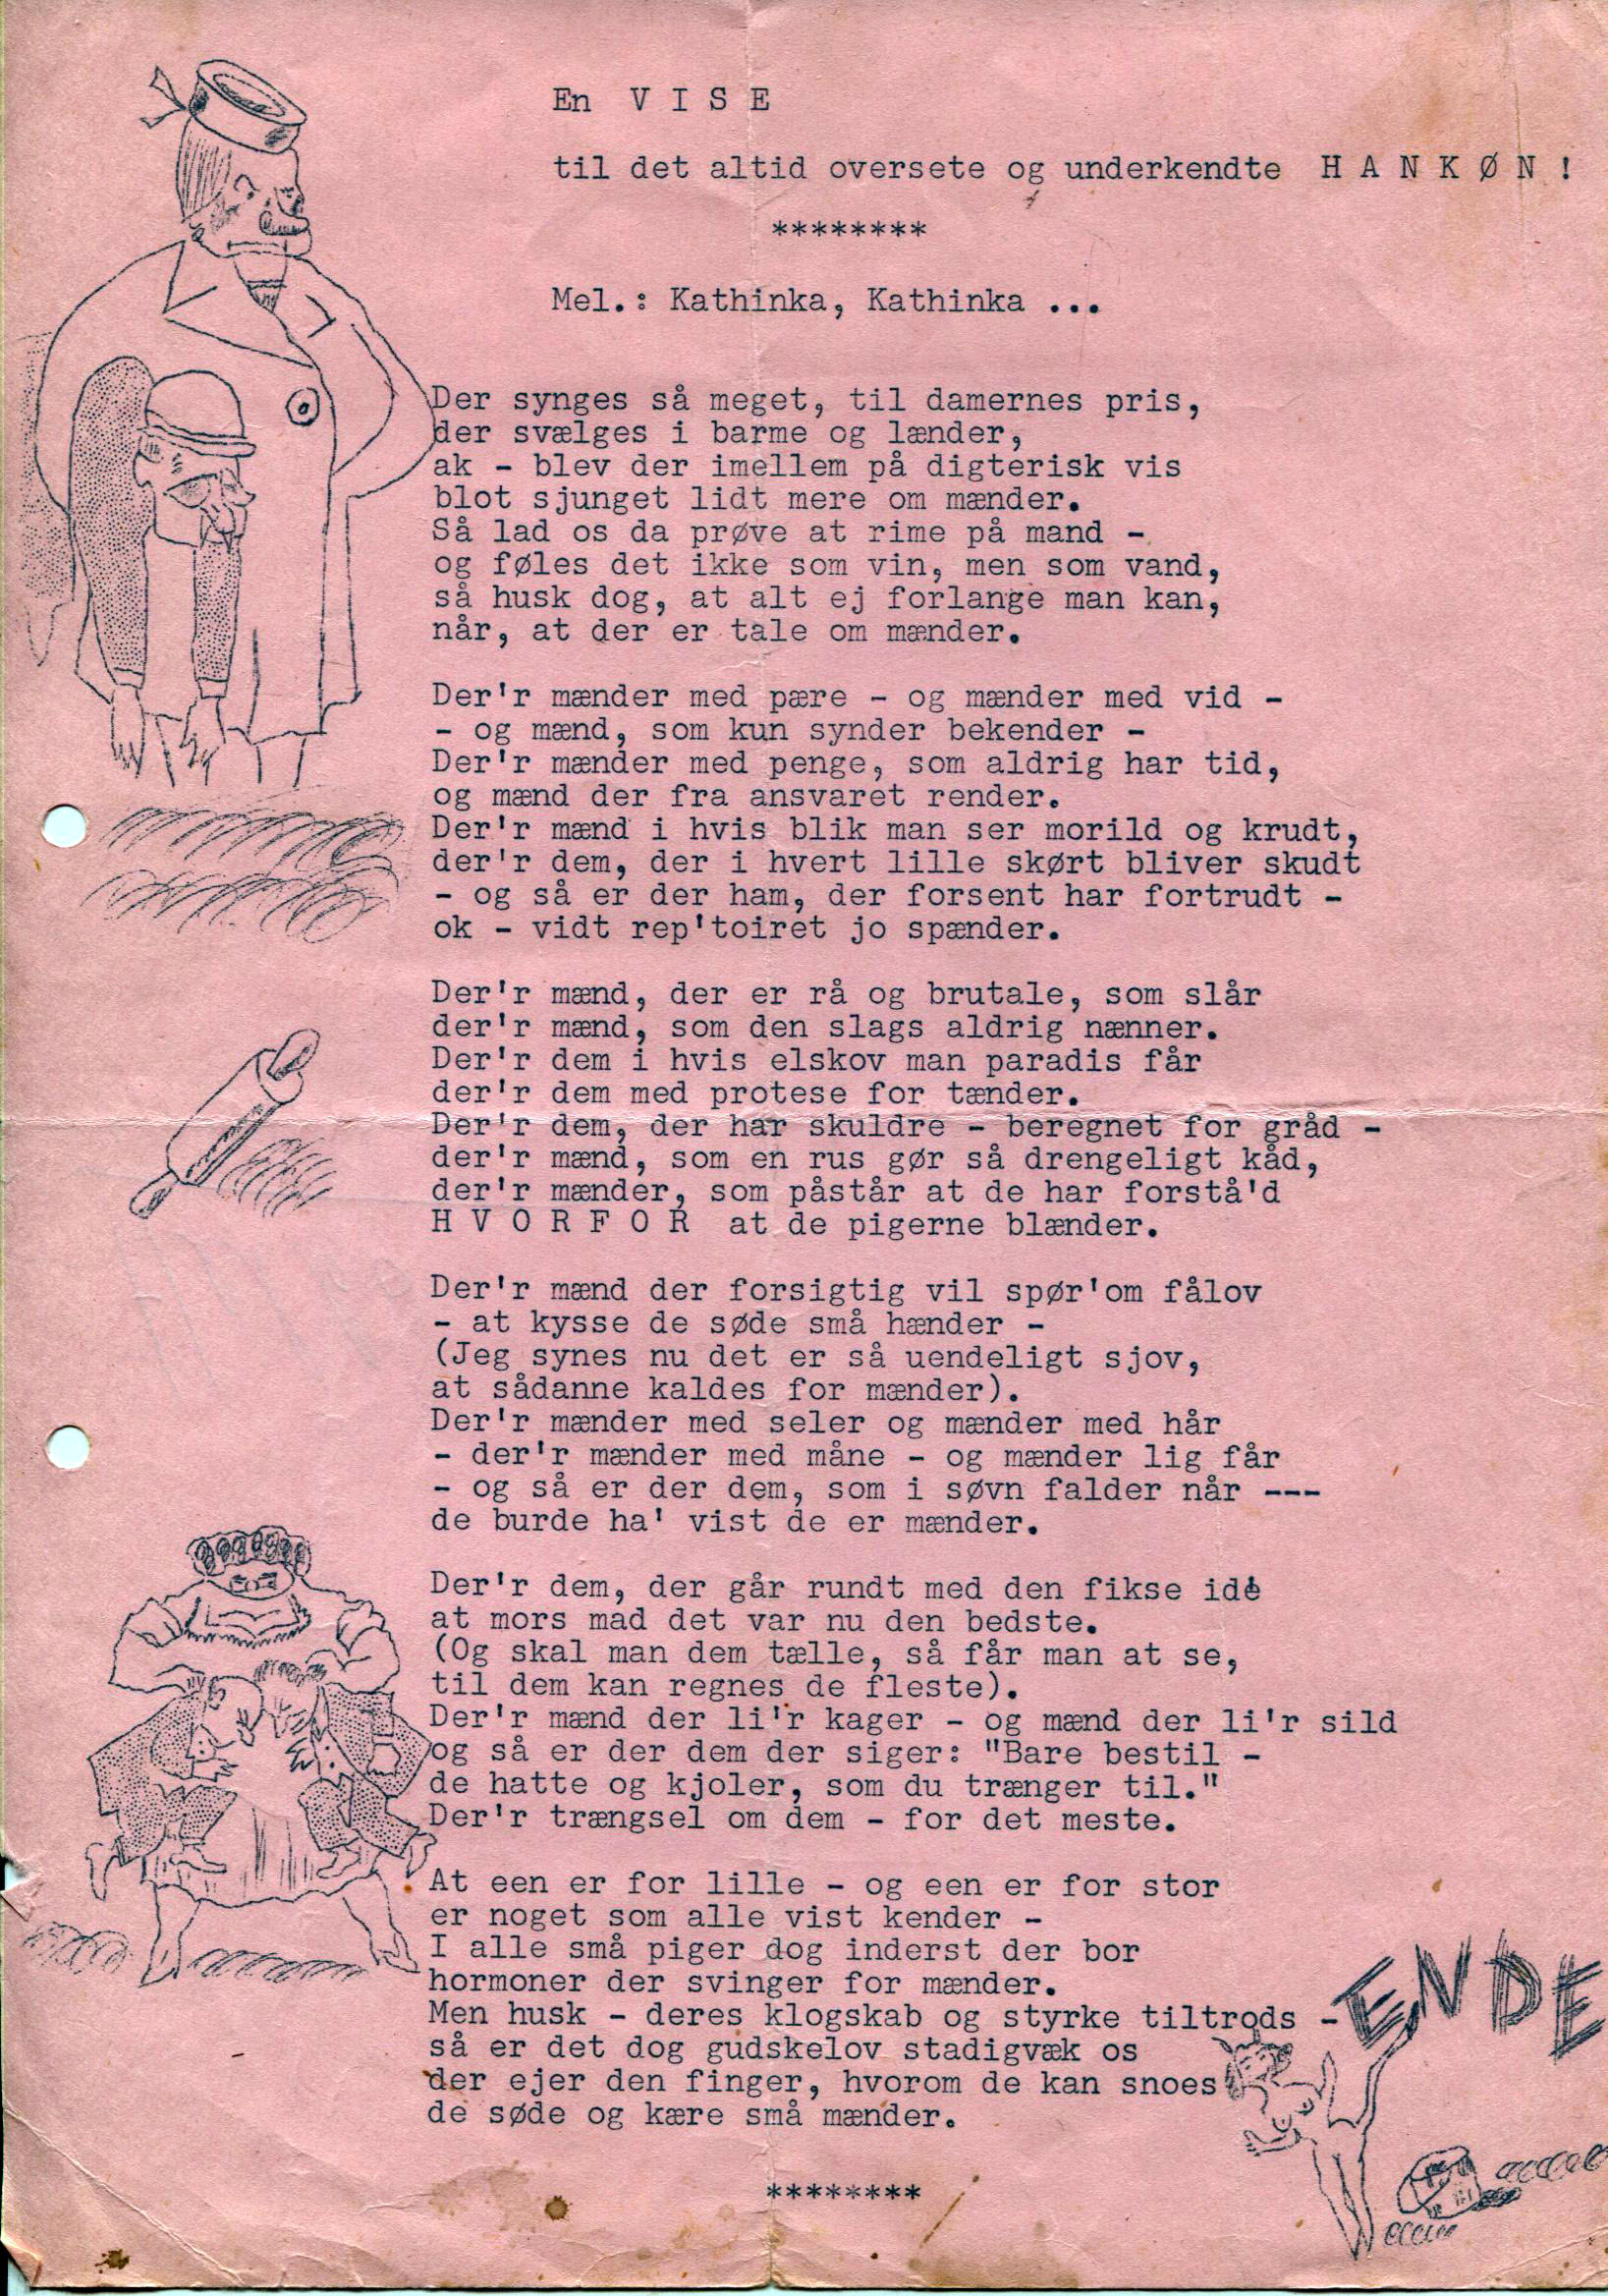 En V I S E
til det altid oversete og underkendte H A N K Ø N !
********
Mel.: Kathinka, Kathinka ...
Der synges så meget, til damernes pris,
der svælges i barme og lænder,
ak - blev der imellem på digterisk vis
blot sjunget lidt mere om mænder.
Så lad os da prøve at rime på mand -
og føles det ikke som vin, men som vand,
så husk dog, at alt ej forlange man kan,
når, at der er tale om mænder.
Der'r mænder med pære - og mænder med vid -
- og mænd, som kun synder bekender -
Der'r mænder med penge, som aldrig har tid,
og mænd der fra ansvaret render.
Der'r mænd i hvis blik man ser morild og krudt,
der'r dem, der i hvert lille skørt bliver skudt
- og så er der ham, der forsent har fortrudt -
ok - vidt rep'toiret jo spænder.
Der'r mænd, der er rå og brutale, som slår
der'r mænd, som den slags aldrig nænner.
Der'r dem i hvis elskov man paradis får
der'r dem med protese for tænder.
Der'r dem, der har skuldre - beregnet for gråd -
der'r mænd, som en rus gør så drengeligt kåd,
der'r mænder, som påstår at de har forstå'd
H V O R F O R at de pigerne blænder.
Der'r mænd der forsigtig vil spør'om fålov
- at kysse de søde små hænder -
(Jeg synes nu det er så uendeligt sjov,
at sådanne kaldes for mænder).
Der'r mænder med seler og mænder med hår
- der'r mænder med måne - og mænder lig får
- og så er der dem, som i søvn falder når ---
de burde ha' vist de er mænder.
Der'r dem, der går rundt med den fikse idé
at mors mad det var nu den bedste.
(Og skal man dem tælle, så får man at se,
til dem kan regnes de fleste).
Der'r mænd der li'r kager - og mænd der li'r sild
og så er der dem der siger: "Bare bestil -
de hatte og kjoler, som du trænger til."
Der'r trængsel om dem - for det meste.
At een er for lille - og een er for stor
er noget som alle vist kender -
I alle små piger dog inderst der bor
hormoner der svinger for mænder.
Men husk - deres klogskab og styrke tiltrods -
så er det dog gudskelov stadigvæk os
der ejer den finger, hvorom de kan snoes
de søde og kære små mænder.
ENDE
********